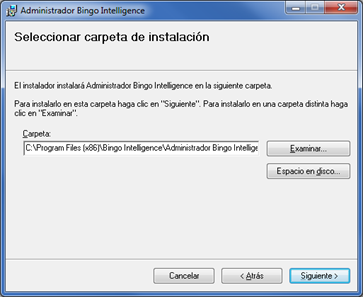 Administrador Bingo Intelligence
Seleccionar carpeta de instalación
El instalador instalará Administrador Bingo Intelligence en la siguiente carpeta.
Para instalarlo en esta carpeta haga clic en "Siguiente". Para instalarlo en una carpeta distinta haga
clic en "Examinar".
Carpeta:
C:\Program Files (x86)\Bingo Intelligence\Administrador Bingo Intellige
Examinar...
Espacio en disco...
Cancelar
< Atrás
Siguiente >